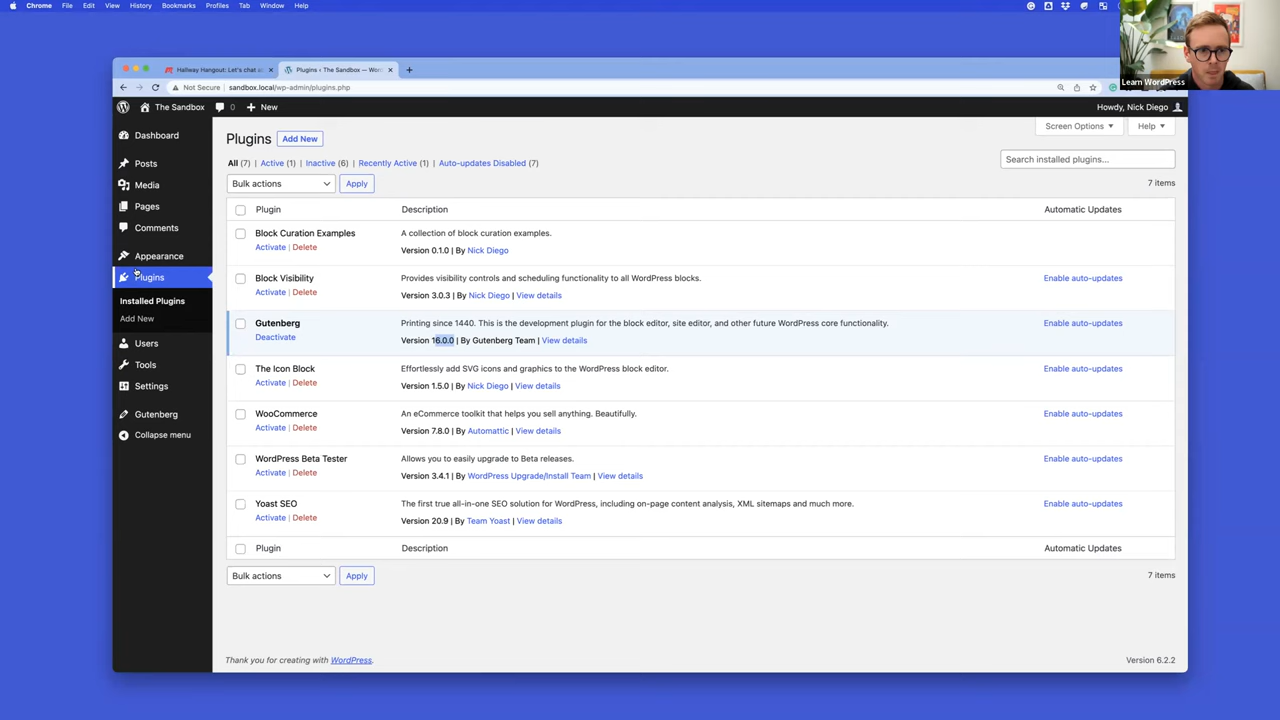 Chrome File Edit View History Bookmarks Profiles Tab Window Help
Learn WordPress
Hallway Hangout: Let's chat a
Plugins ‹ The Sandbox — Wor
Not Secure sandbox.local/wp-admin/plugins.php
The Sandbox 0 New Howdy, Nick Diego
Screen Options Help
Dashboard
Posts
Media
Pages
Comments
Appearance
Plugins
Installed Plugins
Add New
Users
Tools
Settings
Gutenberg
Collapse menu
Plugins Add New
All (7) | Active (1) | Inactive (6) | Recently Active (1) | Auto-updates Disabled (7)
Search installed plugins...
Bulk actions Apply 7 items
Plugin Description Automatic Updates
Block Curation Examples A collection of block curation examples.
Activate | Delete Version 0.1.0 | By Nick Diego
Block Visibility Provides visibility controls and scheduling functionality to all WordPress blocks. Enable auto-updates
Activate | Delete Version 3.0.3 | By Nick Diego | View details
Gutenberg Printing since 1440. This is the development plugin for the block editor, site editor, and other future WordPress core functionality. Enable auto-updates
Deactivate Version 16.0.0 | By Gutenberg Team | View details
The Icon Block Effortlessly add SVG icons and graphics to the WordPress block editor. Enable auto-updates
Activate | Delete Version 1.5.0 | By Nick Diego | View details
WooCommerce An eCommerce toolkit that helps you sell anything. Beautifully. Enable auto-updates
Activate | Delete Version 7.8.0 | By Automattic | View details
WordPress Beta Tester Allows you to easily upgrade to Beta releases. Enable auto-updates
Activate | Delete Version 3.4.1 | By WordPress Upgrade/Install Team | View details
Yoast SEO The first true all-in-one SEO solution for WordPress, including on-page content analysis, XML sitemaps and much more. Enable auto-updates
Activate | Delete Version 20.9 | By Team Yoast | View details
Plugin Description Automatic Updates
Bulk actions Apply 7 items
Thank you for creating with WordPress. Version 6.2.2